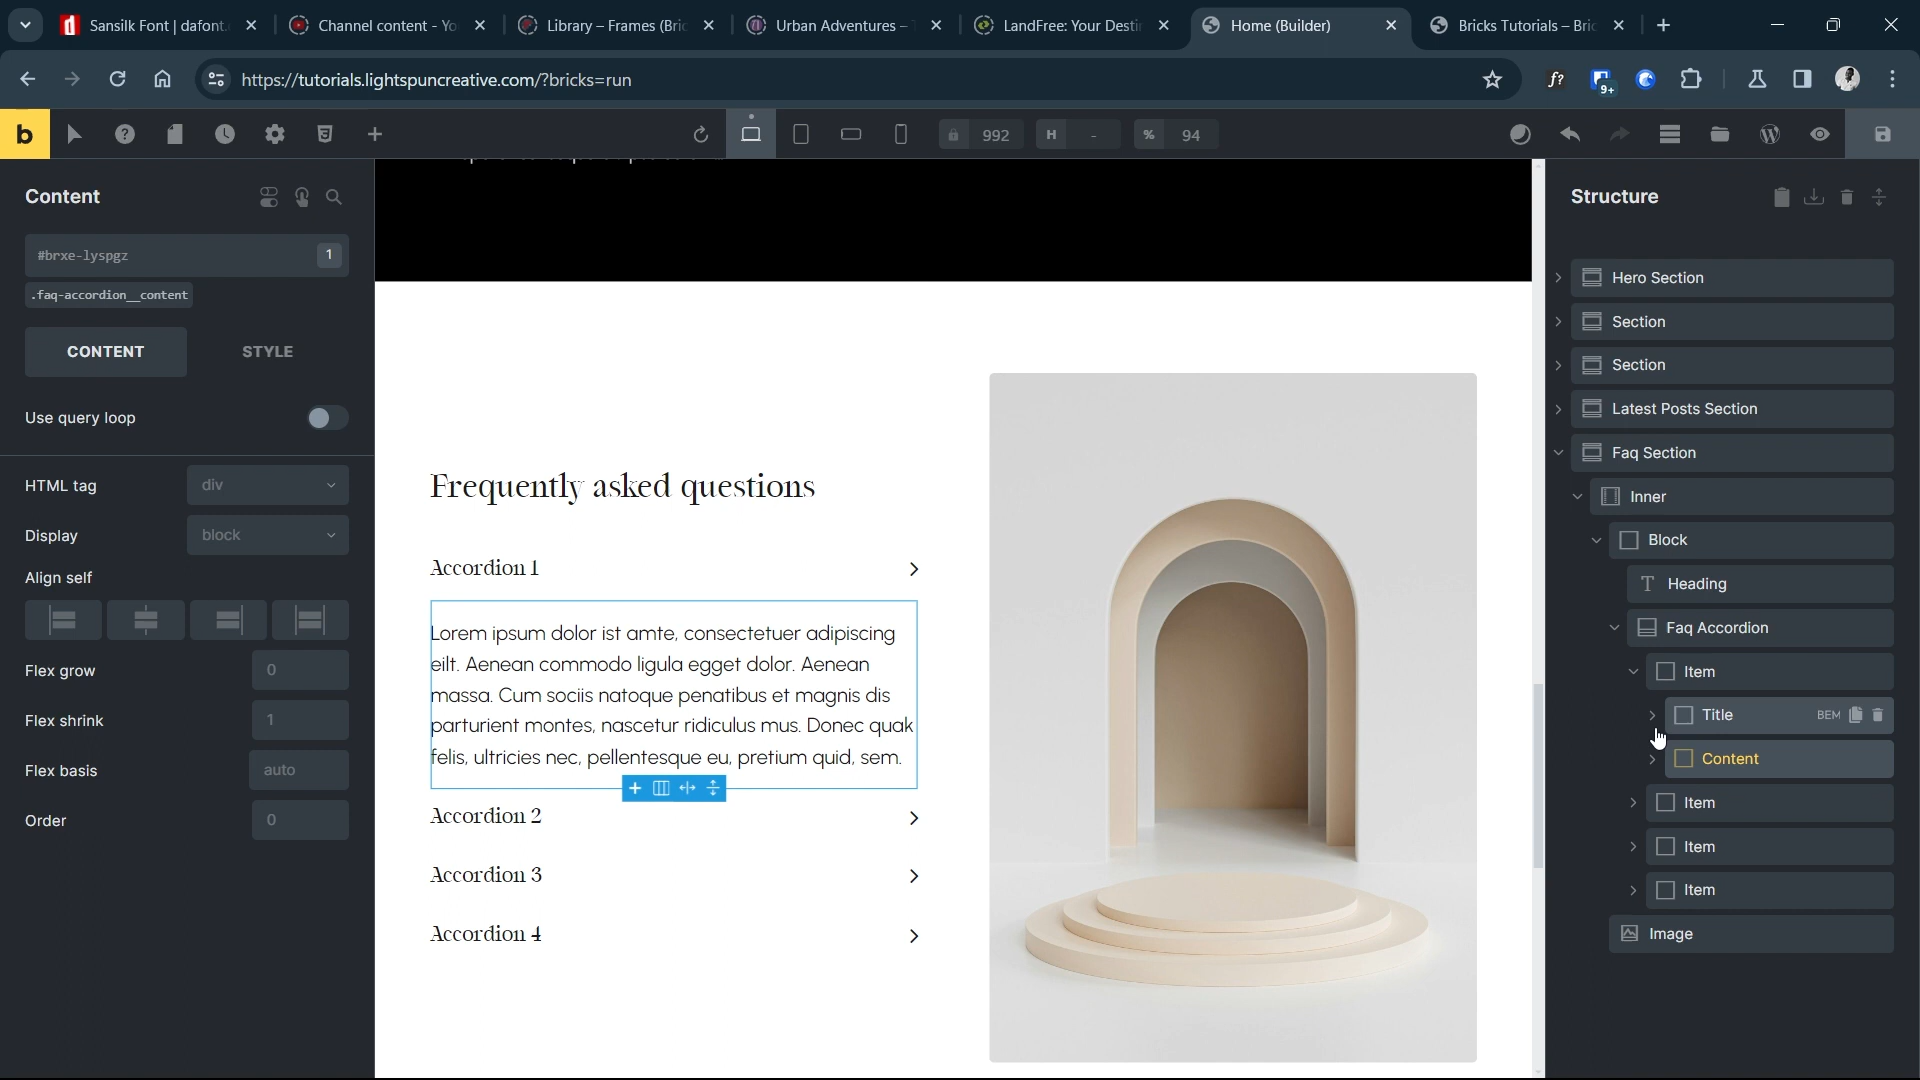 Sansilk Font | dafont.
Channel content - Yo
Library – Frames (Bric
Urban Adventures – T
LandFree: Your Destin
Home (Builder)
Bricks Tutorials – Bric
https://tutorials.lightspuncreative.com/?bricks=run
f?
9+
b
992
H
-
%
94
Content
#brxe-lyspgz
1
.faq-accordion__content
CONTENT
STYLE
Use query loop
HTML tag
div
Display
block
Align self
Flex grow
0
Flex shrink
1
Flex basis
auto
Order
0
Frequently asked questions
Accordion 1
Lorem ipsum dolor ist amte, consectetuer adipiscing
eilt. Aenean commodo ligula egget dolor. Aenean
massa. Cum sociis natoque penatibus et magnis dis
parturient montes, nascetur ridiculus mus. Donec quak
felis, ultricies nec, pellentesque eu, pretium quid, sem.
Accordion 2
Accordion 3
Accordion 4
Structure
Hero Section
Section
Section
Latest Posts Section
Faq Section
Inner
Block
Heading
Faq Accordion
Item
Title
BEM
Content
Item
Item
Item
Image